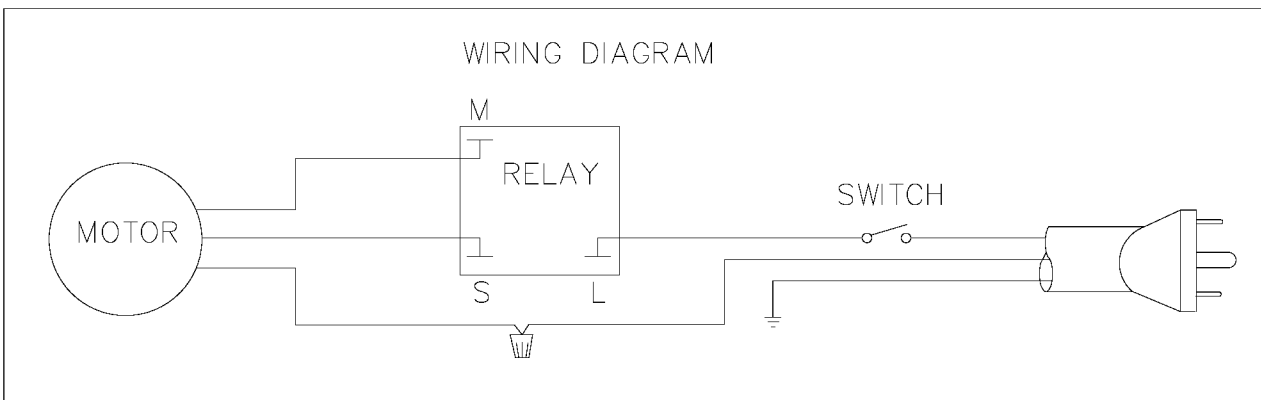 WIRING DIAGRAM
M
RELAY
MOTOR
SWITCH
S
L